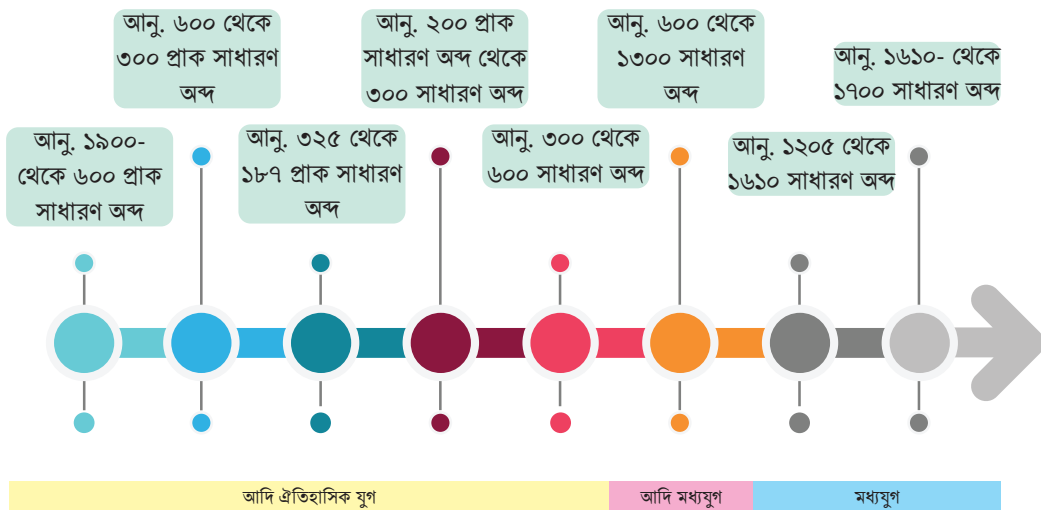 আনু. ১৯০০-
থেকে ৬০০ প্রাক
সাধারণ অব্দ
আনু. ৬০০ থেকে
৩০০ প্রাক সাধারণ
অব্দ
আনু. ৩২৫ থেকে
১৮৭ প্রাক সাধারণ
অব্দ
আনু. ২০০ প্রাক
সাধারণ অব্দ থেকে
৩০০ সাধারণ অব্দ
আনু. ৩০০ থেকে
৬০০ সাধারণ অব্দ
আনু. ৬০০ থেকে
১৩০০ সাধারণ
অব্দ
আনু. ১২০৫ থেকে
১৬১০ সাধারণ অব্দ
আনু. ১৬১০- থেকে
১৭০০ সাধারণ অব্দ
আদি ঐতিহাসিক যুগ
আদি মধ্যযুগ
মধ্যযুগ